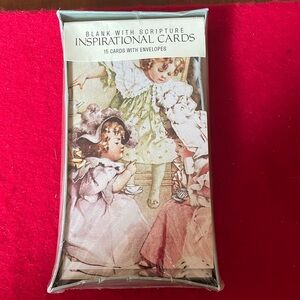 BLANK WITH SCRIPTURE
INSPIRATIONAL CARDS
15 CARDS WITH ENVELOPES